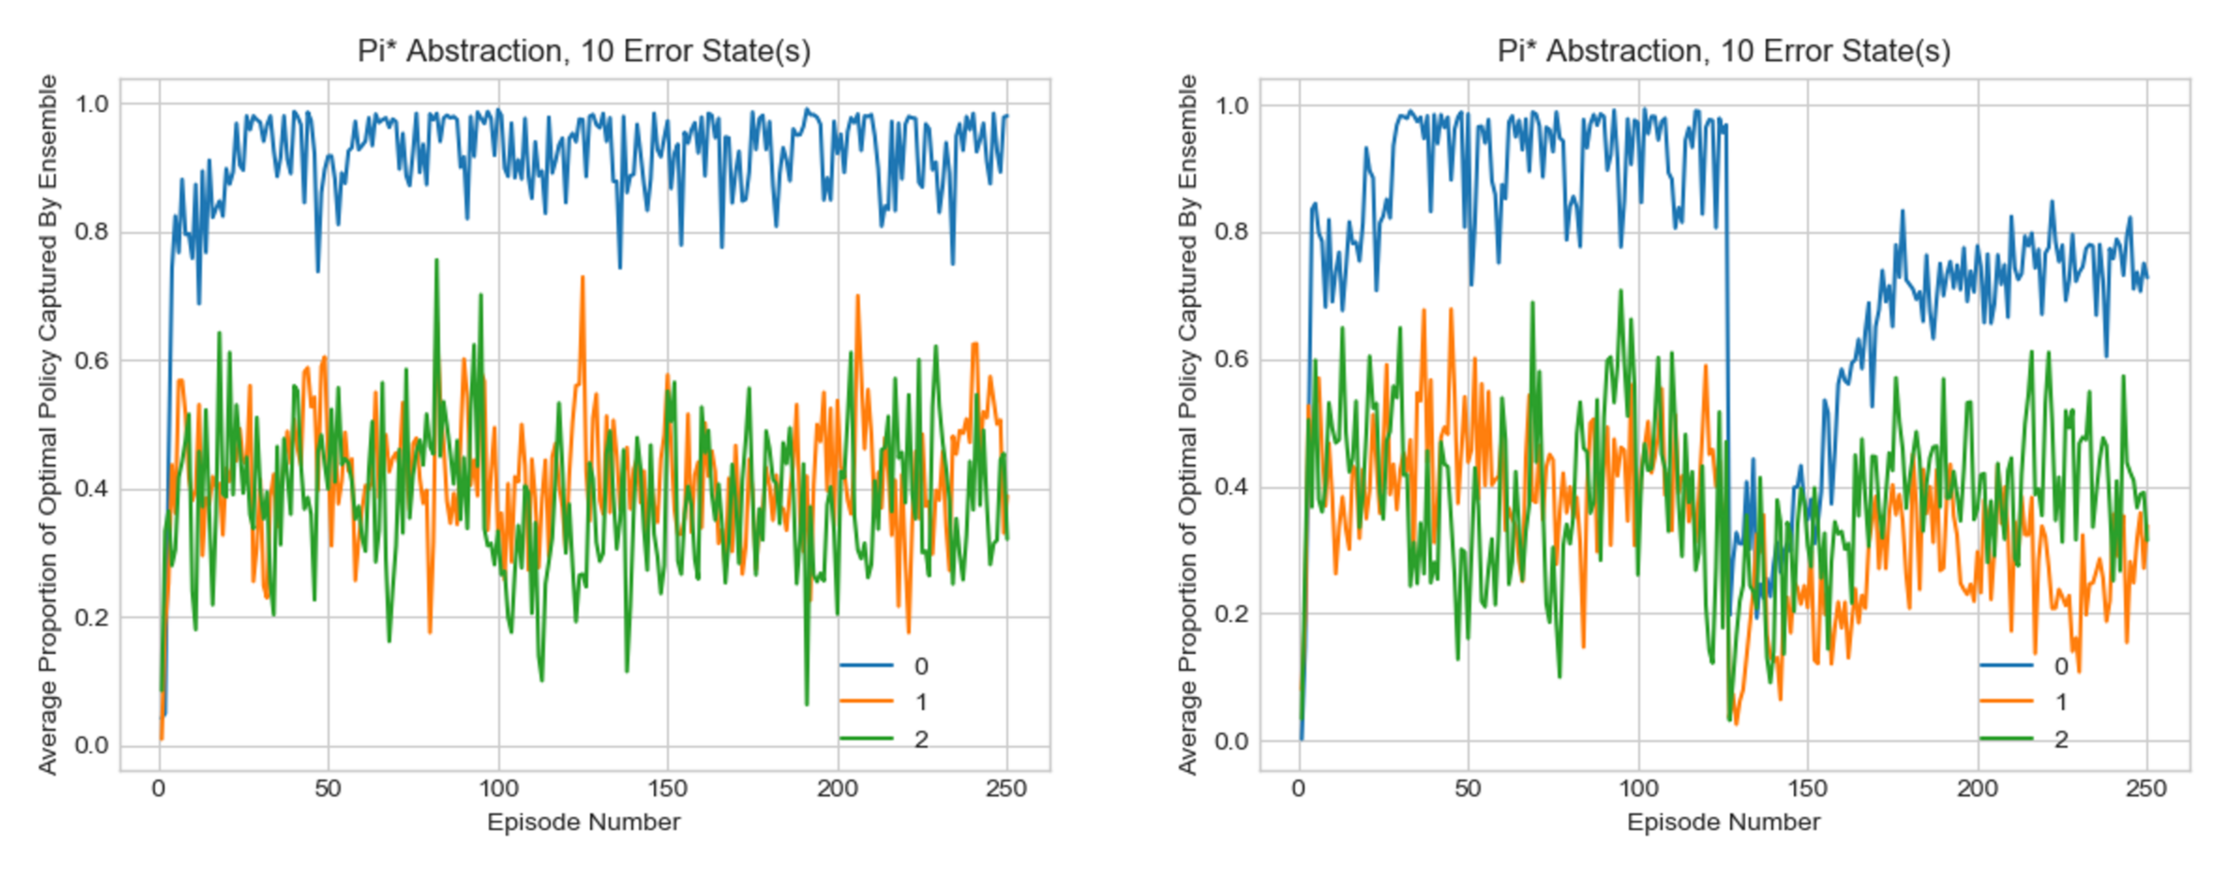 Pi* Abstraction, 10 Error State(s)
Average Proportion of Optimal Policy Captured By Ensemble
1.0
0.8
0.6
0.4
0.2
0.0
0
1
2
0 50 100 150 200 250
Episode Number
Pi* Abstraction, 10 Error State(s)
Average Proportion of Optimal Policy Captured By Ensemble
1.0
0.8
0.6
0.4
0.2
0.0
0
1
2
0 50 100 150 200 250
Episode Number